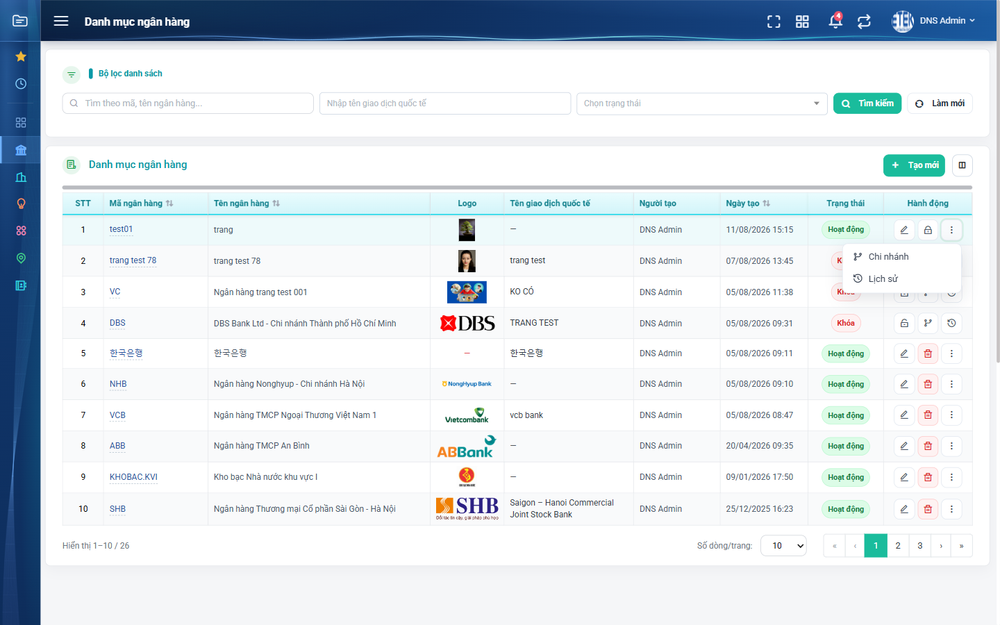 Danh mục ngân hàng
4
DNS Admin
Bộ lọc danh sách
Tìm theo mã, tên ngân hàng...
Nhập tên giao dịch quốc tế
Chọn trạng thái
Tìm kiếm
Làm mới
Danh mục ngân hàng
Tạo mới
STT Mã ngân hàng Tên ngân hàng Logo Tên giao dịch quốc tế Người tạo Ngày tạo Trạng thái Hành động
1 test01 trang — DNS Admin 11/08/2026 15:15 Hoạt động
Chi nhánh
Lịch sử
2 trang test 78 trang test 78 trang test DNS Admin 07/08/2026 13:45
3 VC Ngân hàng trang test 001 KO CÓ DNS Admin 05/08/2026 11:38 Khóa
4 DBS DBS Bank Ltd - Chi nhánh Thành phố Hồ Chí Minh DBS TRANG TEST DNS Admin 05/08/2026 09:31 Khóa
5 한국은행 한국은행 — 한국은행 DNS Admin 05/08/2026 09:11 Hoạt động
6 NHB Ngân hàng Nonghyup - Chi nhánh Hà Nội NongHyup Bank — DNS Admin 05/08/2026 09:10 Hoạt động
7 VCB Ngân hàng TMCP Ngoại Thương Việt Nam 1 Vietcombank vcb bank DNS Admin 05/08/2026 08:47 Hoạt động
8 ABB Ngân hàng TMCP An Bình ABBank — DNS Admin 20/04/2026 09:35 Hoạt động
9 KHOBAC.KVI Kho bạc Nhà nước khu vực I — DNS Admin 09/01/2026 17:50 Hoạt động
10 SHB Ngân hàng Thương mại Cổ phần Sài Gòn - Hà Nội SHB Saigon – Hanoi Commercial DNS Admin 25/12/2025 16:23 Hoạt động
Đối tác tin cậy, giải pháp phù hợp Joint Stock Bank
Hiển thị 1–10 / 26
Số dòng/trang: 10
« ‹ 1 2 3 › »